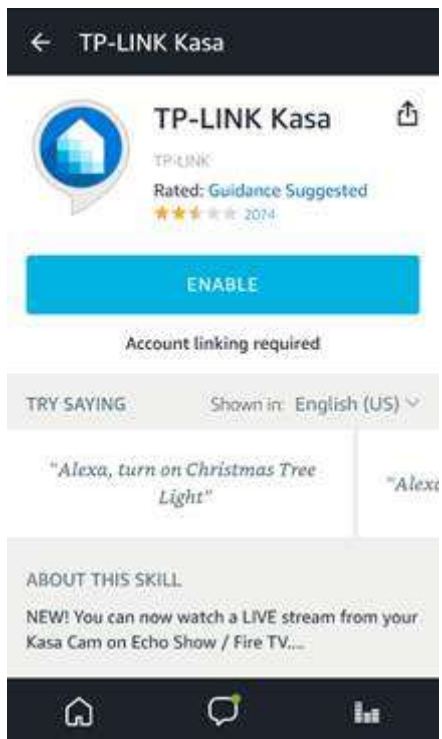 TP-LINK Kasa
TP-LINK Kasa
TP-LINK
Rated: Guidance Suggested
2074
ENABLE
Account linking required
TRY SAYING Shown in: English (US)
"Alexa, turn on Christmas Tree
Light"
"Alexa
ABOUT THIS SKILL
NEW! You can now watch a LIVE stream from your
Kasa Cam on Echo Show / Fire TV....